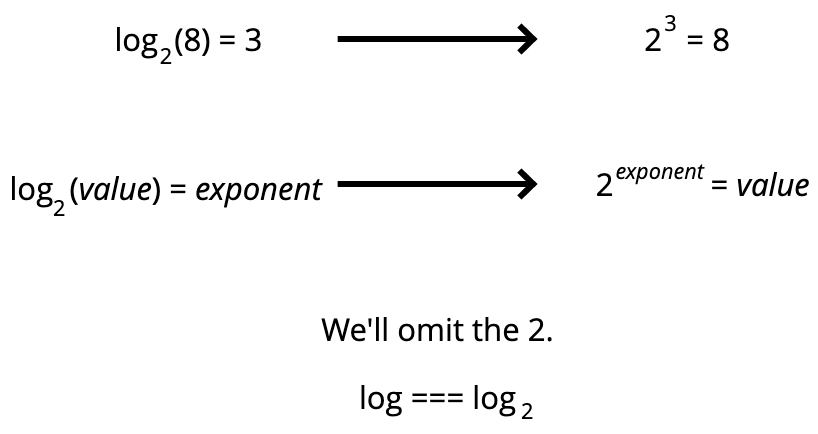 log₂(8) = 3 → 2³ = 8
log₂(value) = exponent → 2^exponent = value
We'll omit the 2.
log === log₂